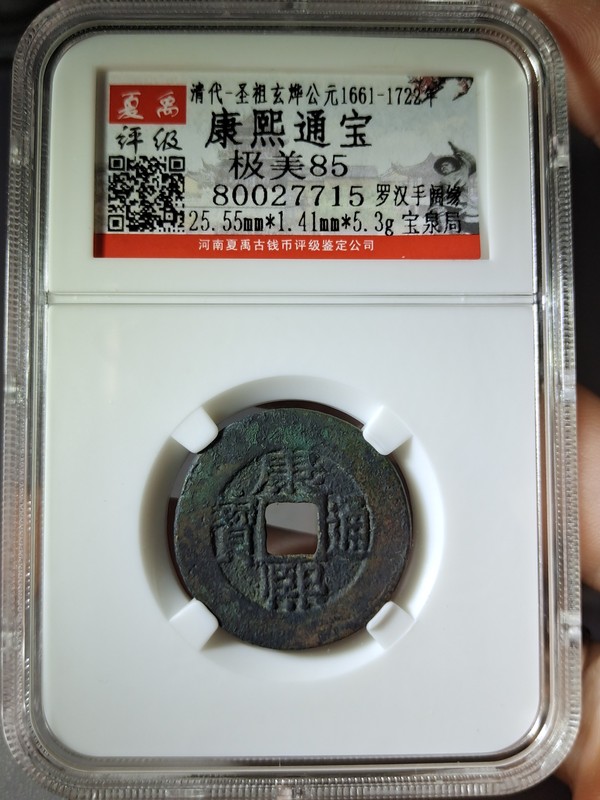 夏禹
评级
清代-圣祖玄烨公元1661-1722年
康熙通宝
极美85
80027715 罗汉手阔缘
25.55mm*1.41mm*5.3g 宝泉局
河南夏禹古钱币评级鉴定公司
康熙通寶